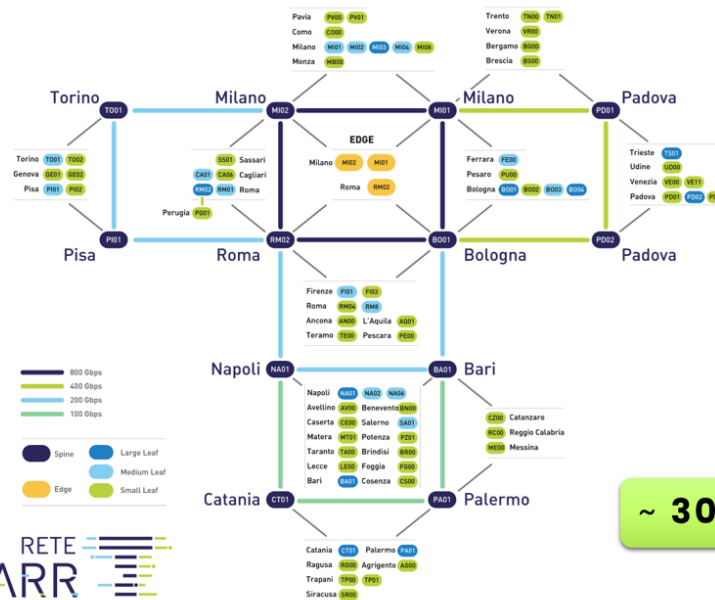 Pavia PV00 PV01
Como CO00
Milano MI01 MI02 MI03 MI04 MI08
Monza MB00
Trento TN00 TN01
Verona VR00
Bergamo BG00
Brescia BS00
Torino TO01
Milano MI02
MI01 Milano
PD01 Padova
EDGE
Milano MI02 MI01
Roma RM02
Torino TO01 TO02
Genova GE01 GE02
Pisa PI01 PI02
SS01 Sassari
CA01 CA06 Cagliari
RM02 RM01 Roma
Perugia PG01
Ferrara FE00
Pesaro PU00
Bologna BO01 BO02 BO03 BO04
Trieste TS01
Udine UD00
Venezia VE00 VE11
Padova PD01 PD02
PI01 Pisa
RM02 Roma
BO01 Bologna
PD02 Padova
Firenze FI01 FI03
Roma RM04 RM8
Ancona AN00 L'Aquila AQ01
Teramo TE00 Pescara PE00
Napoli NA01
BA01 Bari
800 Gbps
400 Gbps
200 Gbps
100 Gbps
Spine
Large Leaf
Medium Leaf
Edge
Small Leaf
Napoli NA01 NA02 NA06
Avellino AV00 Benevento BN00
Caserta CE00 Salerno SA01
Matera MT01 Potenza PZ01
Taranto TA00 Brindisi BR00
Lecce LE00 Foggia FG00
Bari BA01 Cosenza CS00
CZ00 Catanzaro
RC00 Reggio Calabria
ME00 Messina
Catania CT01
PA01 Palermo
~ 30
Catania CT01 Palermo PA01
Ragusa RG00 Agrigento AG00
Trapani TP00 TP01
Siracusa SR00
RETE
ARR